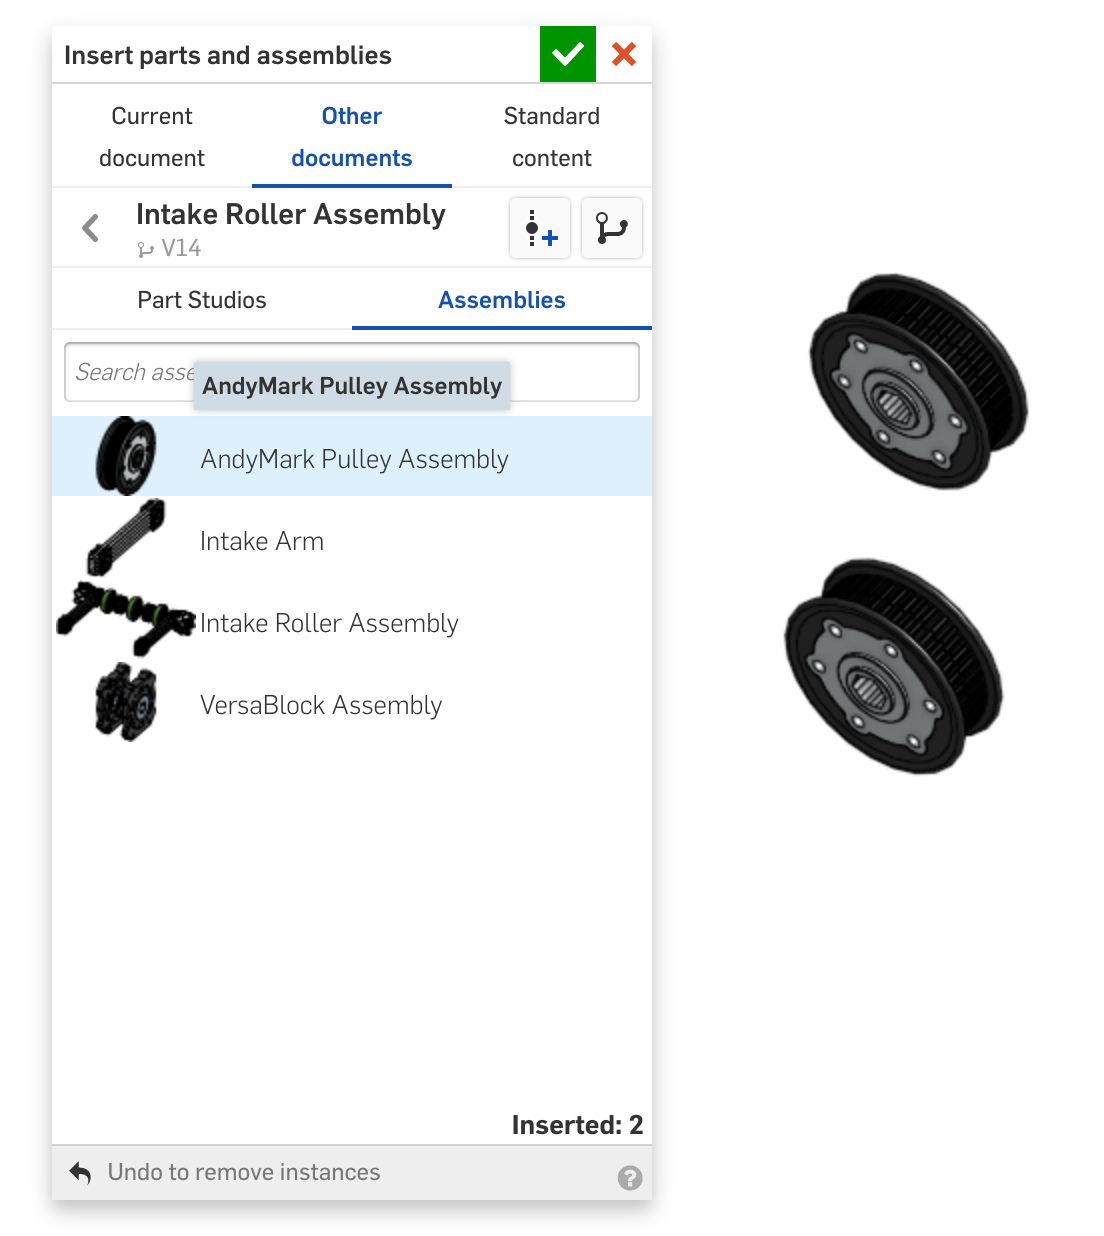 Insert parts and assemblies
Current
document
Other
documents
Standard
content
Intake Roller Assembly
V14
Part Studios
Assemblies
Search asse
AndyMark Pulley Assembly
AndyMark Pulley Assembly
Intake Arm
Intake Roller Assembly
VersaBlock Assembly
Inserted: 2
Undo to remove instances
?